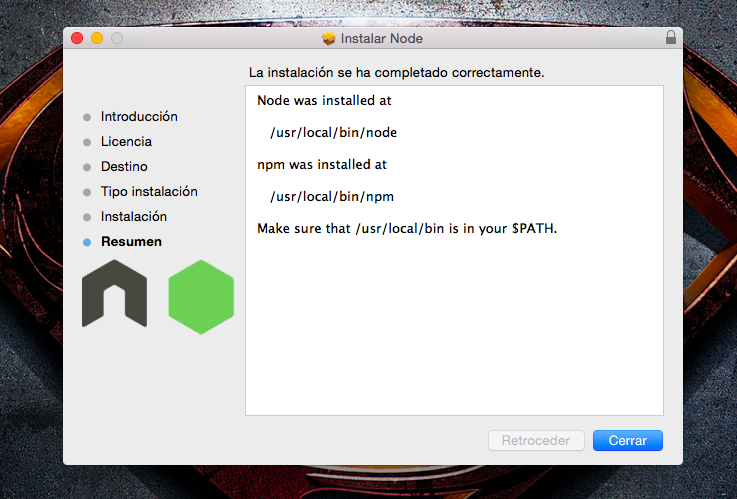 Instalar Node
La instalación se ha completado correctamente.
Introducción
Licencia
Destino
Tipo instalación
Instalación
Resumen
Node was installed at
/usr/local/bin/node
npm was installed at
/usr/local/bin/npm
Make sure that /usr/local/bin is in your $PATH.
Retroceder
Cerrar